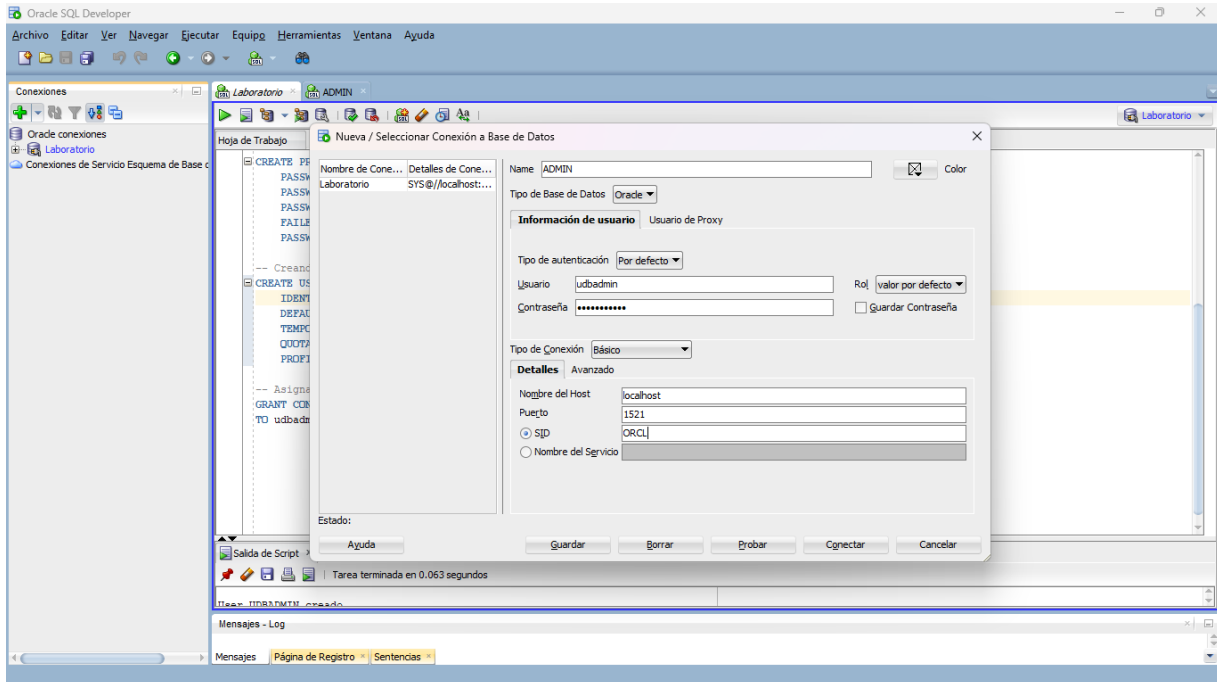 Oracle SQL Developer
Archivo Editar Ver Navegar Ejecutar Equipo Herramientas Ventana Ayuda
Conexiones
Oracle conexiones
Laboratorio
Conexiones de Servicio Esquema de Base
Laboratorio ADMIN
Laboratorio
Hoja de Trabajo
CREATE
-- Creand
CREATE US
IDENT
DEFAU
TEMPO
QUOTA
PROFI
-- Asigna
GRANT CON
TO udbadm
Nueva / Seleccionar Conexión a Base de Datos
Nombre de Cone... Detalles de Cone...
Laboratorio SYS@//localhost:...
Name ADMIN Color
Tipo de Base de Datos Oracle
Información de usuario Usuario de Proxy
Tipo de autenticación Por defecto
Usuario udbadmin Rol valor por defecto
Contraseña ••••••••••• Guardar Contraseña
Tipo de Conexión Básico
Detalles Avanzado
Nombre del Host localhost
Puerto 1521
SID ORCL
Nombre del Servicio
Estado:
Ayuda Guardar Borrar Probar Conectar Cancelar
Salida de Script
Tarea terminada en 0.063 segundos
User UDBADMIN creado
Mensajes - Log
Mensajes Página de Registro Sentencias